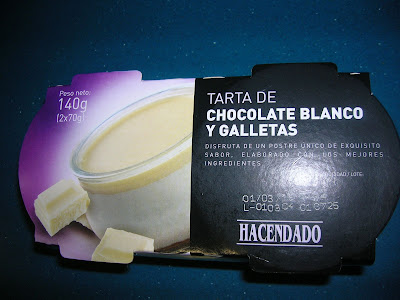 Peso neto:
140g
(2x70g)
TARTA DE
CHOCOLATE BLANCO
Y GALLETAS
DISFRUTA DE UN POSTRE ÚNICO DE EXQUISITO
SABOR, ELABORADO CON LOS MEJORES
INGREDIENTES.
LOTE:
01/03
HACENDADO